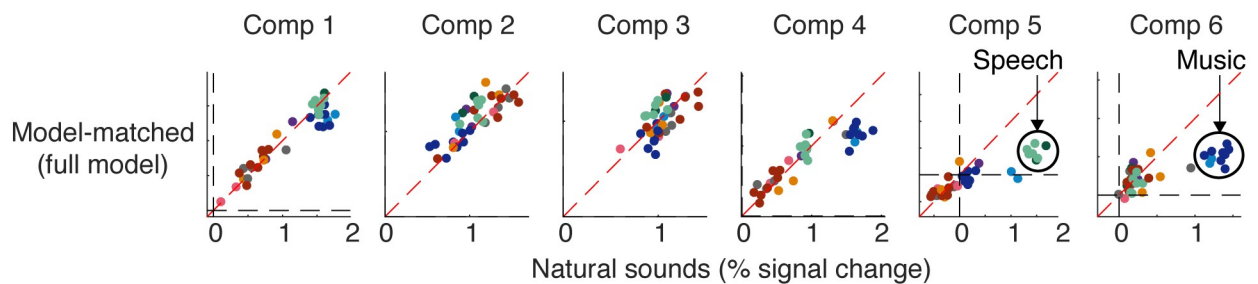 Comp 1 Comp 2 Comp 3 Comp 4 Comp 5 Comp 6
Speech Music
Model-matched
(full model)
0 1 2 0 1 0 1 0 1 2 0 1 2 0 1
Natural sounds (% signal change)